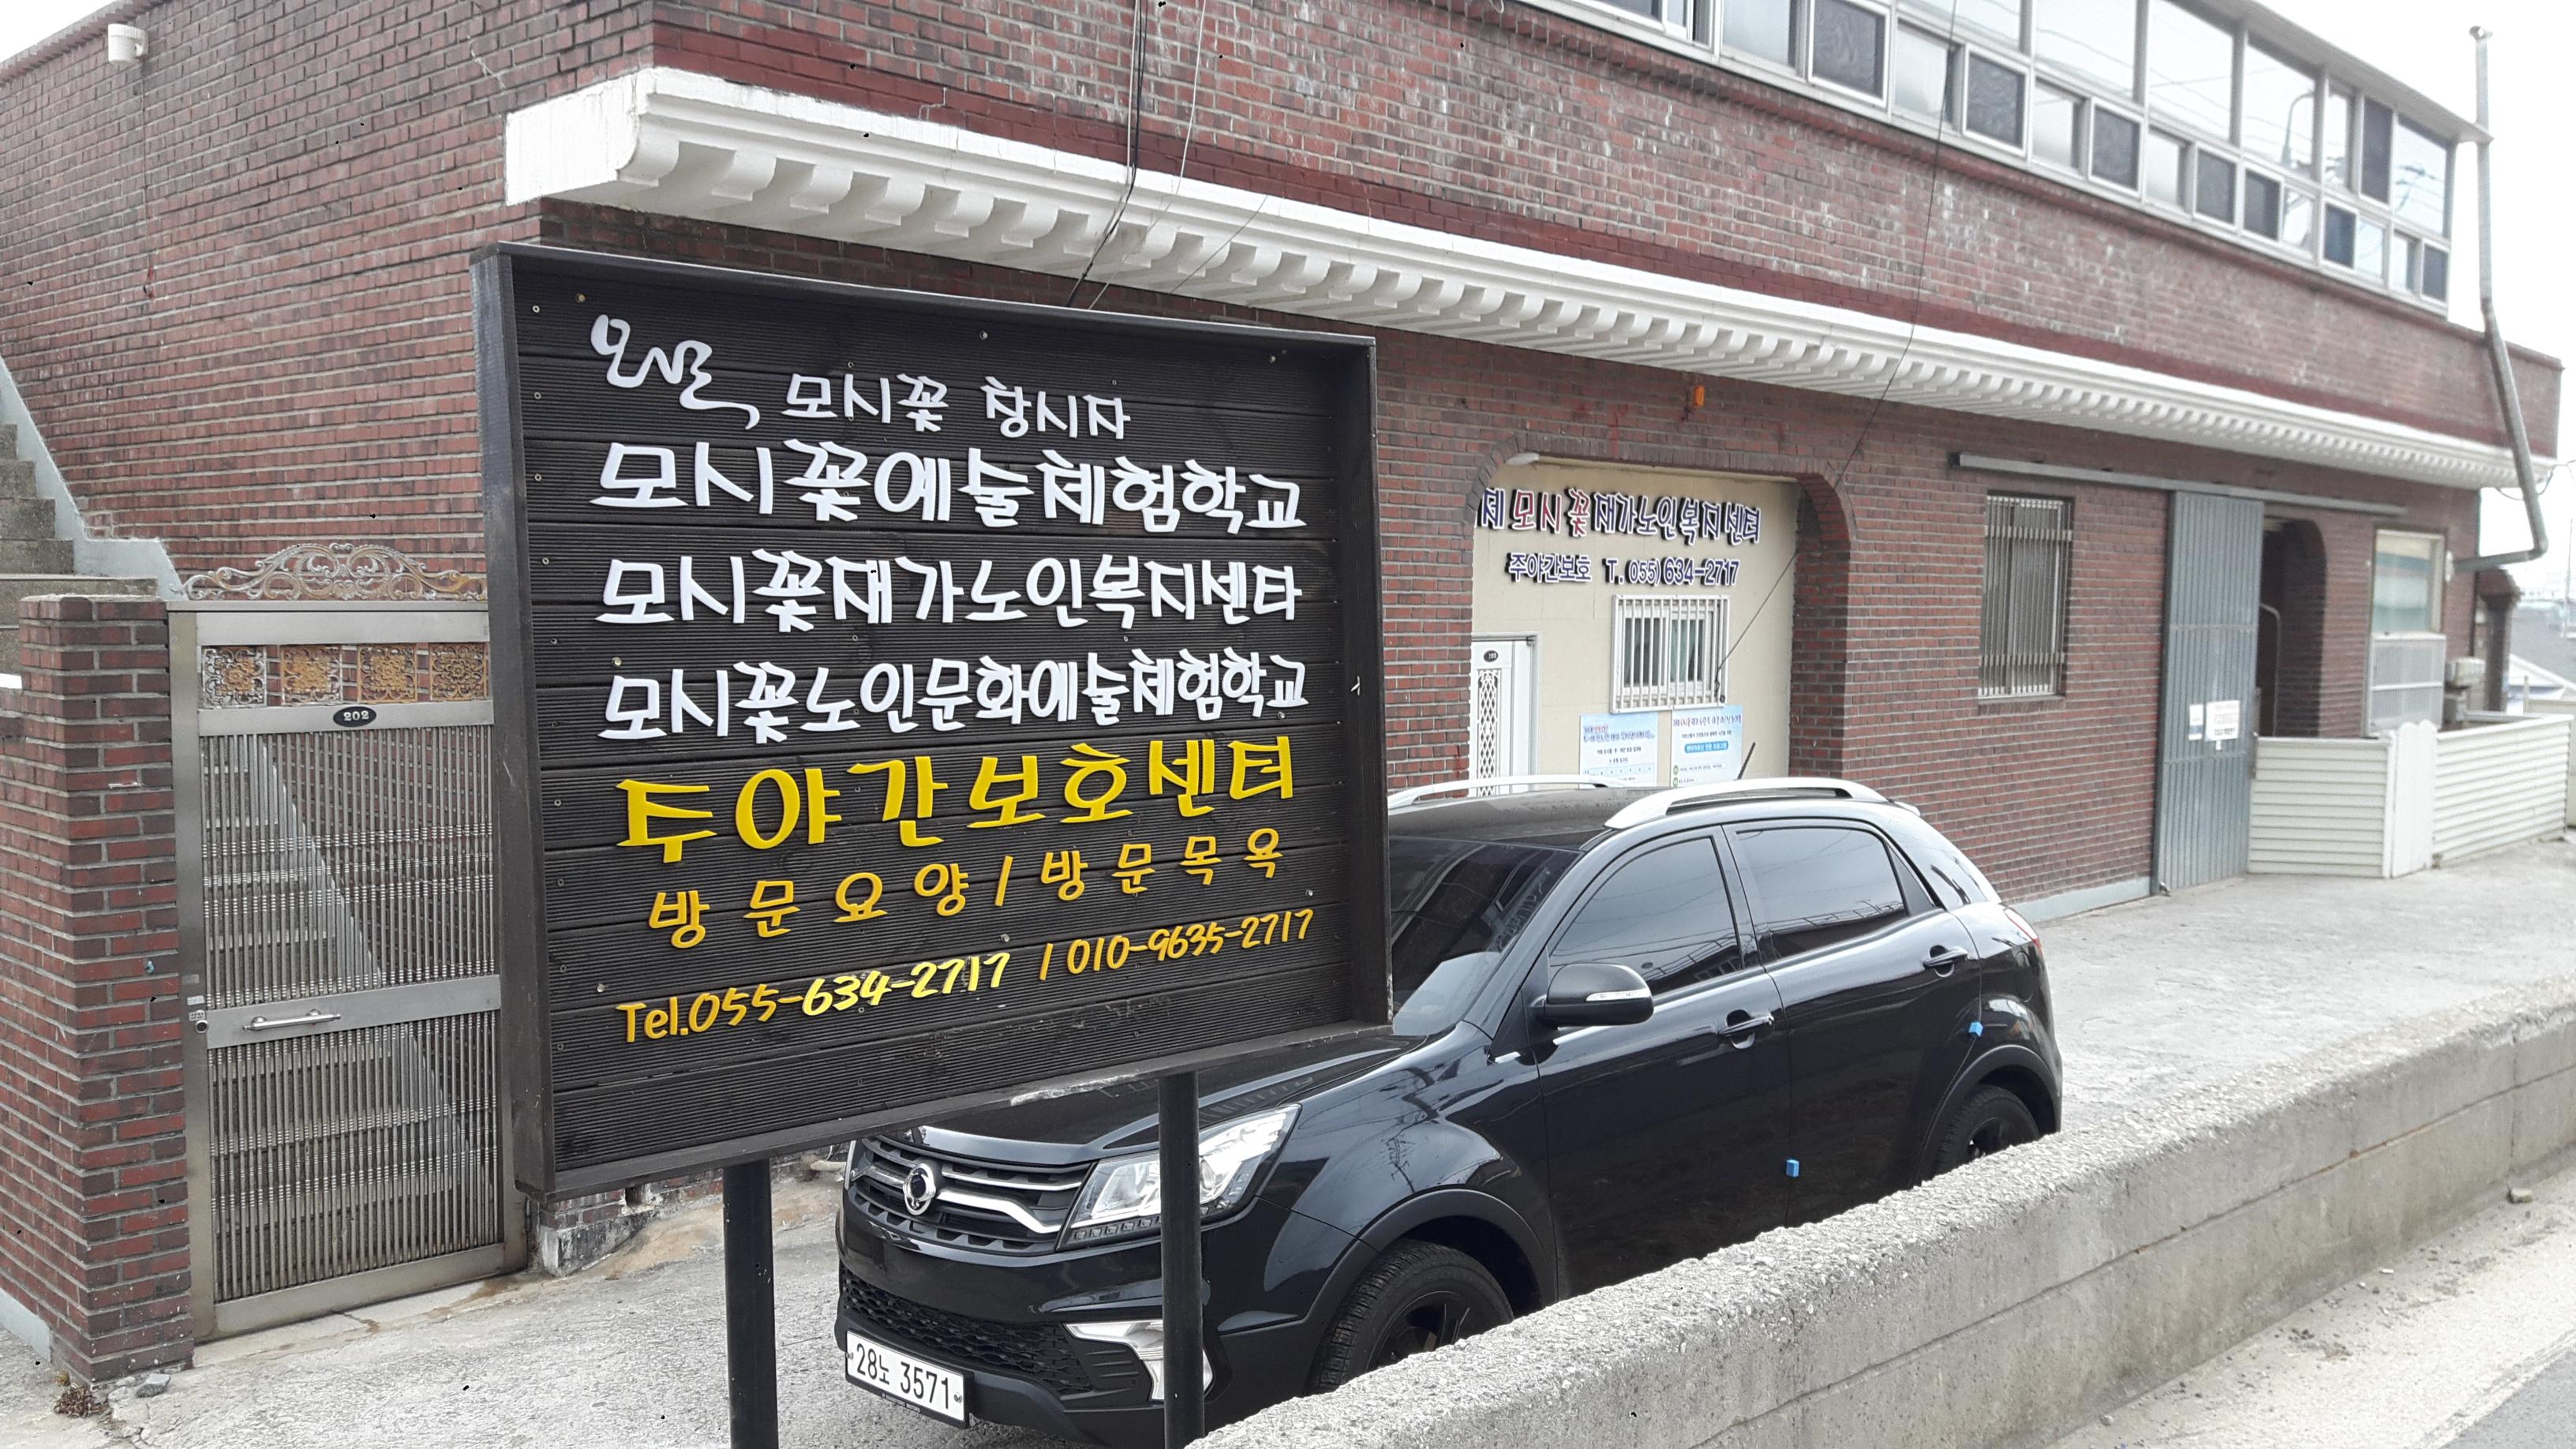 모시꽃 창시자
모시꽃예술체험학교
모시꽃재가노인복지센타
모시꽃노인문화예술체험학교
주야간보호센터
방문요양/방문목욕
Tel.055-634-2717 / 010-9635-2717
체 모시꽃재가노인복지센터
주야간보호 T. 055) 634-2717
202
28노 3571